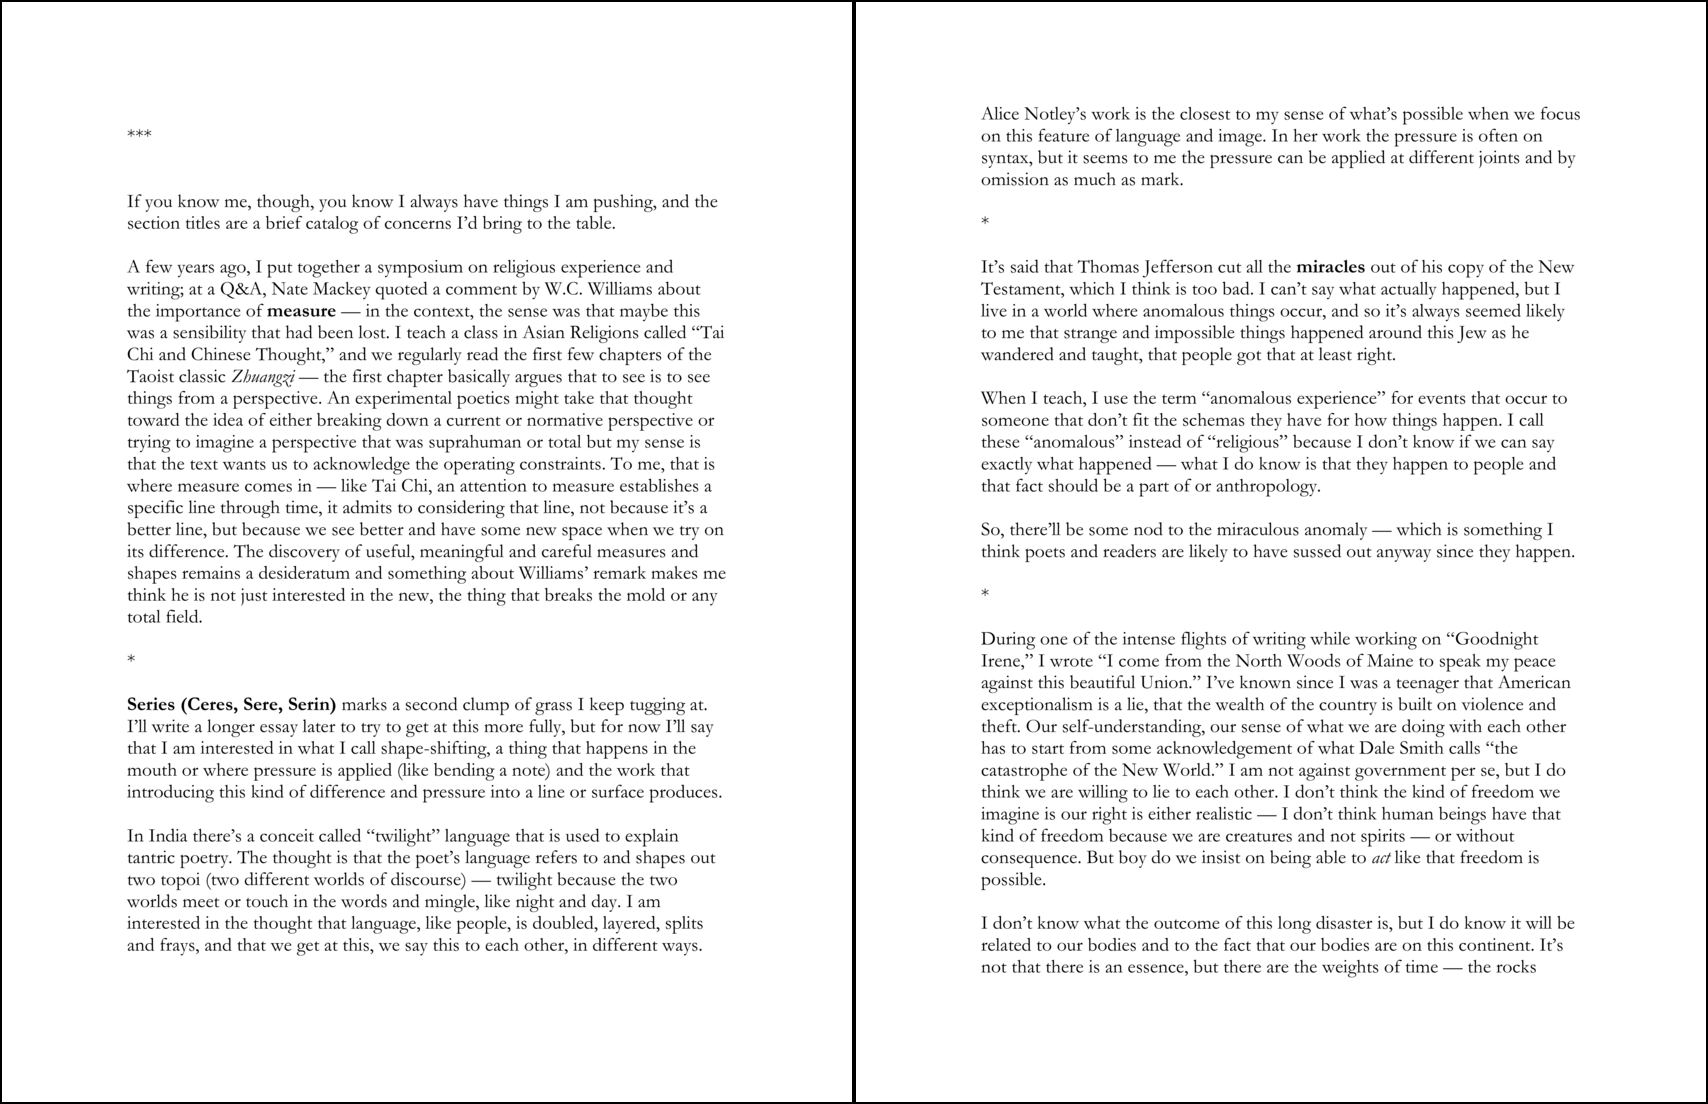 ***
If you know me, though, you know I always have things I am pushing, and the
section titles are a brief catalog of concerns I’d bring to the table.
A few years ago, I put together a symposium on religious experience and
writing; at a Q&A, Nate Mackey quoted a comment by W.C. Williams about
the importance of measure — in the context, the sense was that maybe this
was a sensibility that had been lost. I teach a class in Asian Religions called “Tai
Chi and Chinese Thought,” and we regularly read the first few chapters of the
Taoist classic Zhuangzi — the first chapter basically argues that to see is to see
things from a perspective. An experimental poetics might take that thought
toward the idea of either breaking down a current or normative perspective or
trying to imagine a perspective that was suprahuman or total but my sense is
that the text wants us to acknowledge the operating constraints. To me, that is
where measure comes in — like Tai Chi, an attention to measure establishes a
specific line through time, it admits to considering that line, not because it’s a
better line, but because we see better and have some new space when we try on
its difference. The discovery of useful, meaningful and careful measures and
shapes remains a desideratum and something about Williams’ remark makes me
think he is not just interested in the new, the thing that breaks the mold or any
total field.
*
Series (Ceres, Sere, Serin) marks a second clump of grass I keep tugging at.
I’ll write a longer essay later to try to get at this more fully, but for now I’ll say
that I am interested in what I call shape-shifting, a thing that happens in the
mouth or where pressure is applied (like bending a note) and the work that
introducing this kind of difference and pressure into a line or surface produces.
In India there’s a conceit called “twilight” language that is used to explain
tantric poetry. The thought is that the poet’s language refers to and shapes out
two topoi (two different worlds of discourse) — twilight because the two
worlds meet or touch in the words and mingle, like night and day. I am
interested in the thought that language, like people, is doubled, layered, splits
and frays, and that we get at this, we say this to each other, in different ways.
Alice Notley’s work is the closest to my sense of what’s possible when we focus
on this feature of language and image. In her work the pressure is often on
syntax, but it seems to me the pressure can be applied at different joints and by
omission as much as mark.
*
It’s said that Thomas Jefferson cut all the miracles out of his copy of the New
Testament, which I think is too bad. I can’t say what actually happened, but I
live in a world where anomalous things occur, and so it’s always seemed likely
to me that strange and impossible things happened around this Jew as he
wandered and taught, that people got that at least right.
When I teach, I use the term “anomalous experience” for events that occur to
someone that don’t fit the schemas they have for how things happen. I call
these “anomalous” instead of “religious” because I don’t know if we can say
exactly what happened — what I do know is that they happen to people and
that fact should be a part of or anthropology.
So, there’ll be some nod to the miraculous anomaly — which is something I
think poets and readers are likely to have sussed out anyway since they happen.
*
During one of the intense flights of writing while working on “Goodnight
Irene,” I wrote “I come from the North Woods of Maine to speak my peace
against this beautiful Union.” I’ve known since I was a teenager that American
exceptionalism is a lie, that the wealth of the country is built on violence and
theft. Our self-understanding, our sense of what we are doing with each other
has to start from some acknowledgement of what Dale Smith calls “the
catastrophe of the New World.” I am not against government per se, but I do
think we are willing to lie to each other. I don’t think the kind of freedom we
imagine is our right is either realistic — I don’t think human beings have that
kind of freedom because we are creatures and not spirits — or without
consequence. But boy do we insist on being able to act like that freedom is
possible.
I don’t know what the outcome of this long disaster is, but I do know it will be
related to our bodies and to the fact that our bodies are on this continent. It’s
not that there is an essence, but there are the weights of time — the rocks